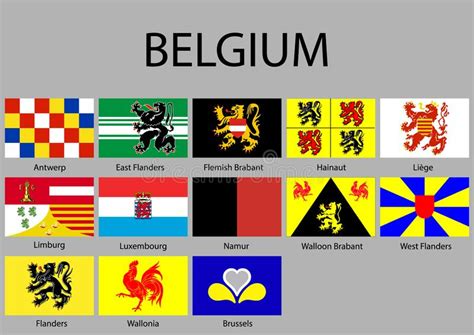 BELGIUM
Antwerp East Flanders Flemish Brabant Hainaut Liège
Limburg Luxembourg Namur Walloon Brabant West Flanders
Flanders Wallonia Brussels